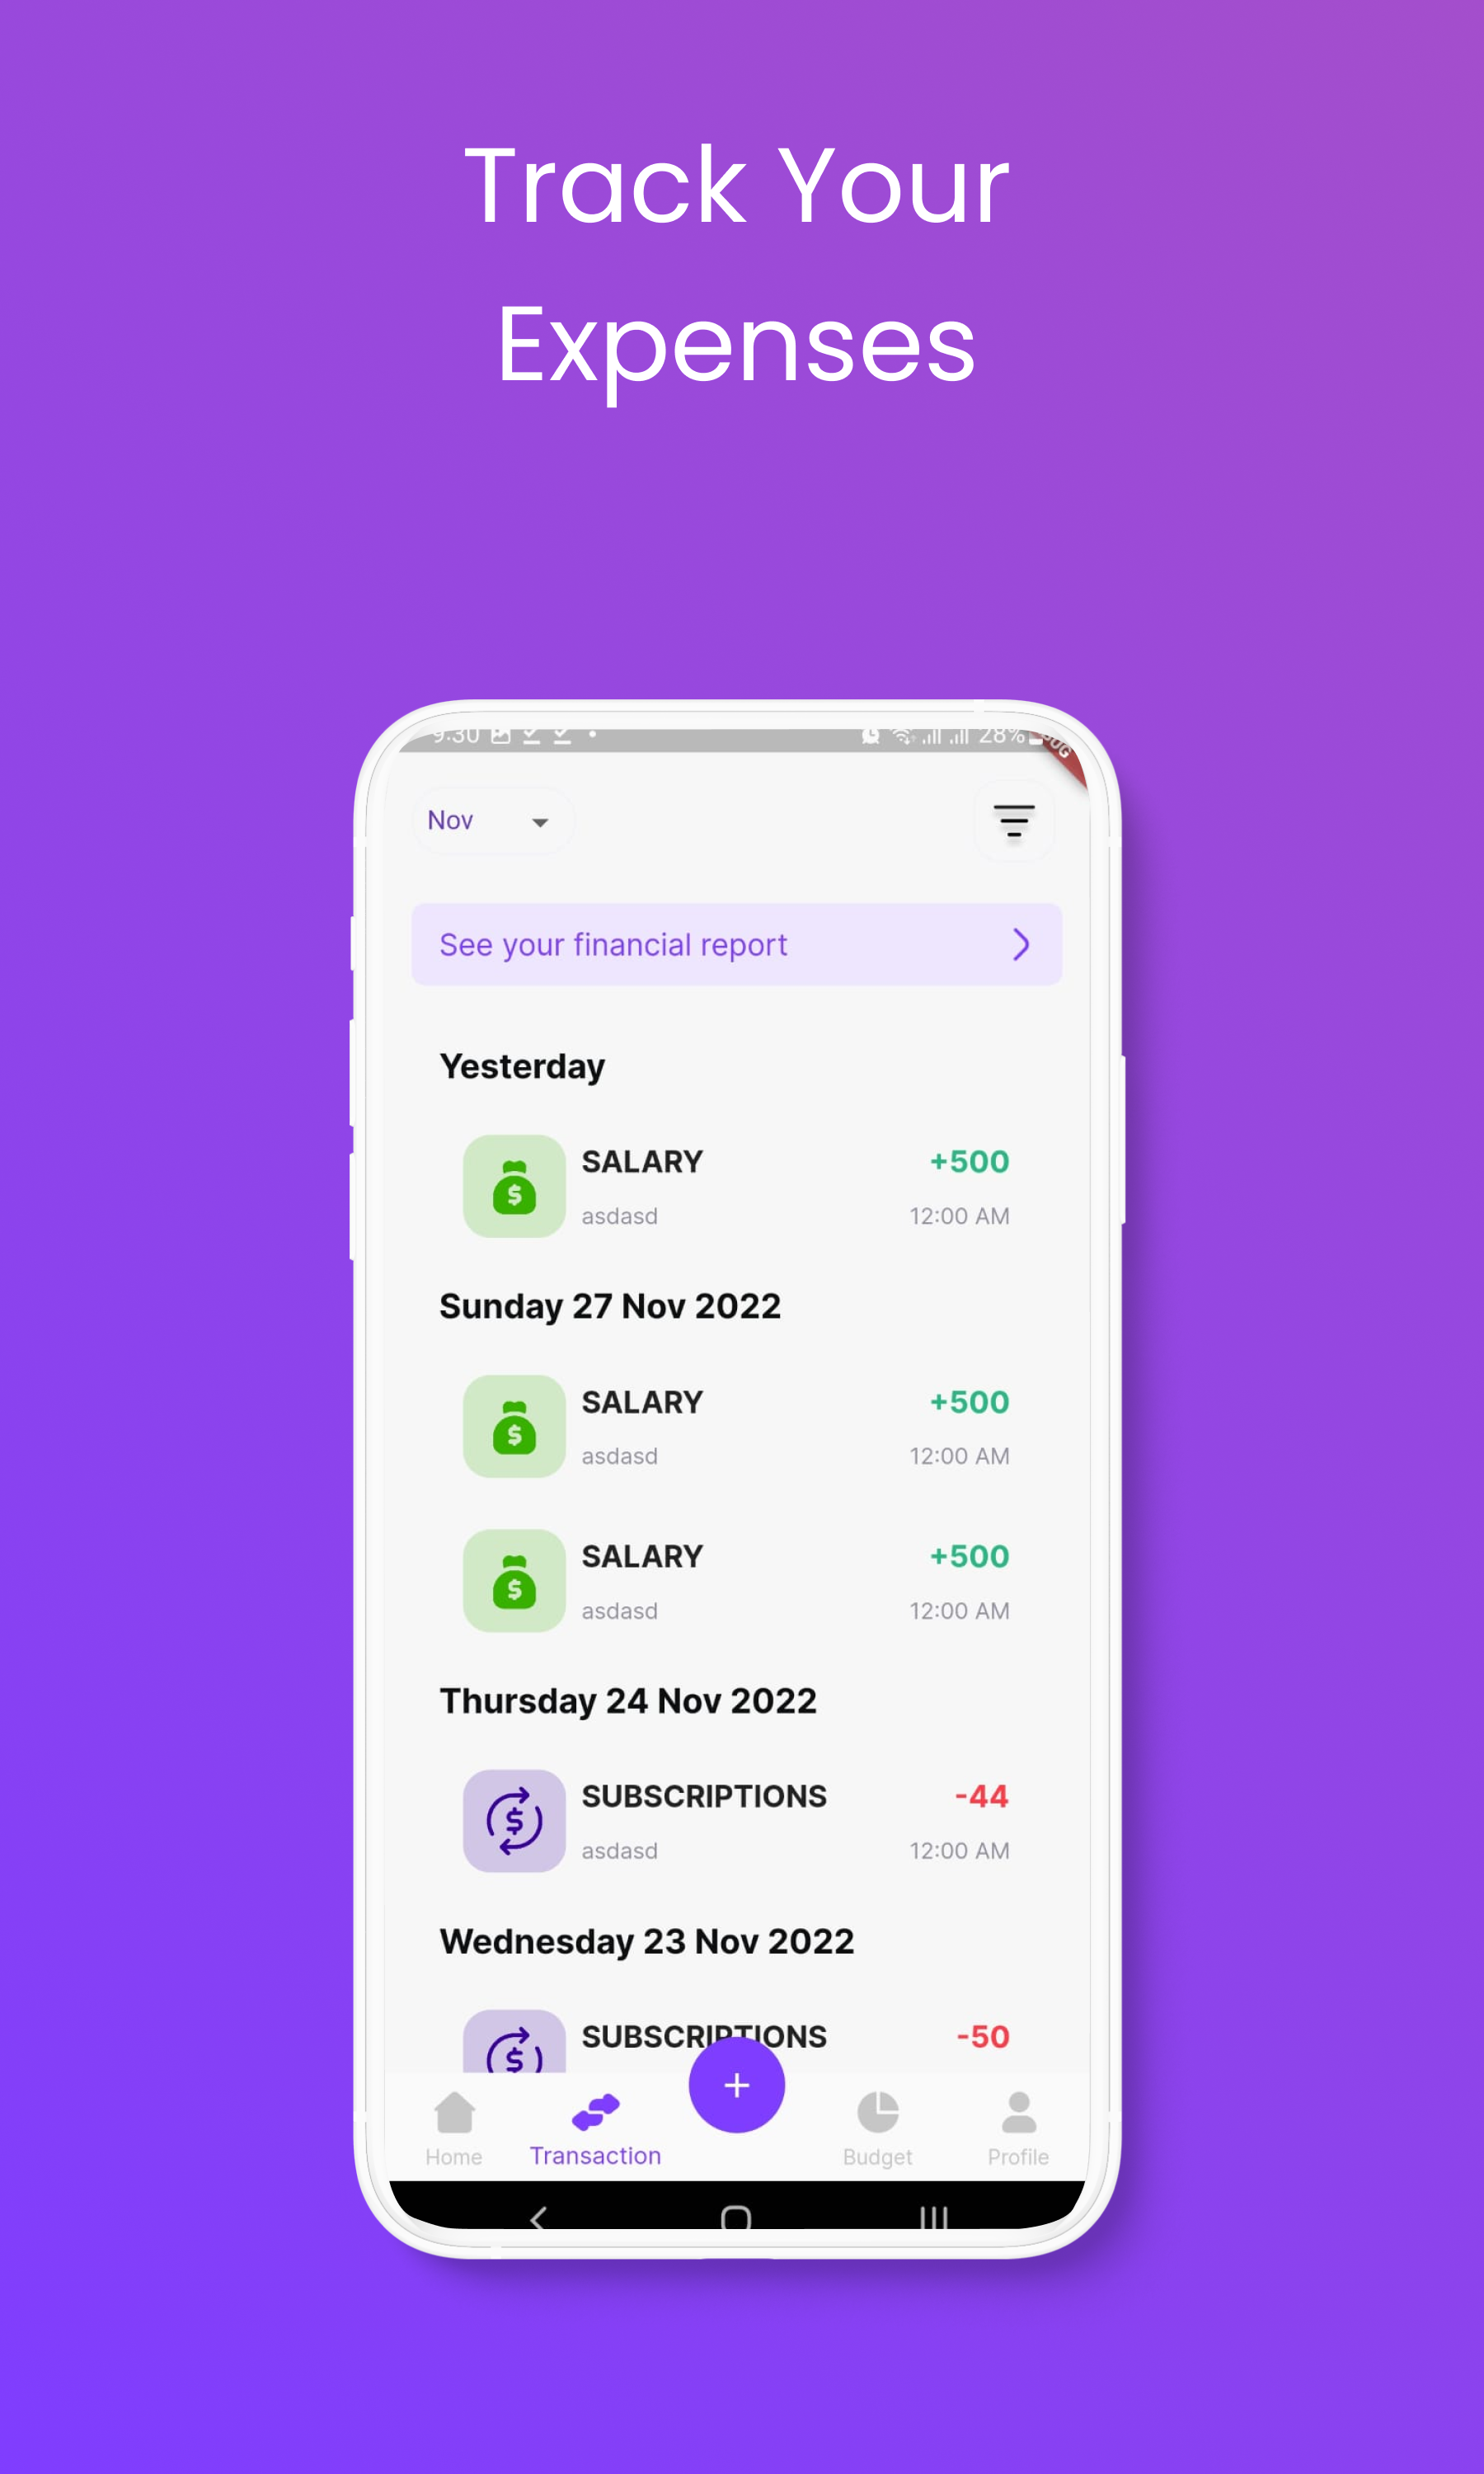 Track Your
Expenses
9:30 28%
Nov
See your financial report
Yesterday
SALARY +500
asdasd 12:00 AM
Sunday 27 Nov 2022
SALARY +500
asdasd 12:00 AM
SALARY +500
asdasd 12:00 AM
Thursday 24 Nov 2022
SUBSCRIPTIONS -44
asdasd 12:00 AM
Wednesday 23 Nov 2022
SUBSCRIPTIONS -50
Home Transaction + Budget Profile